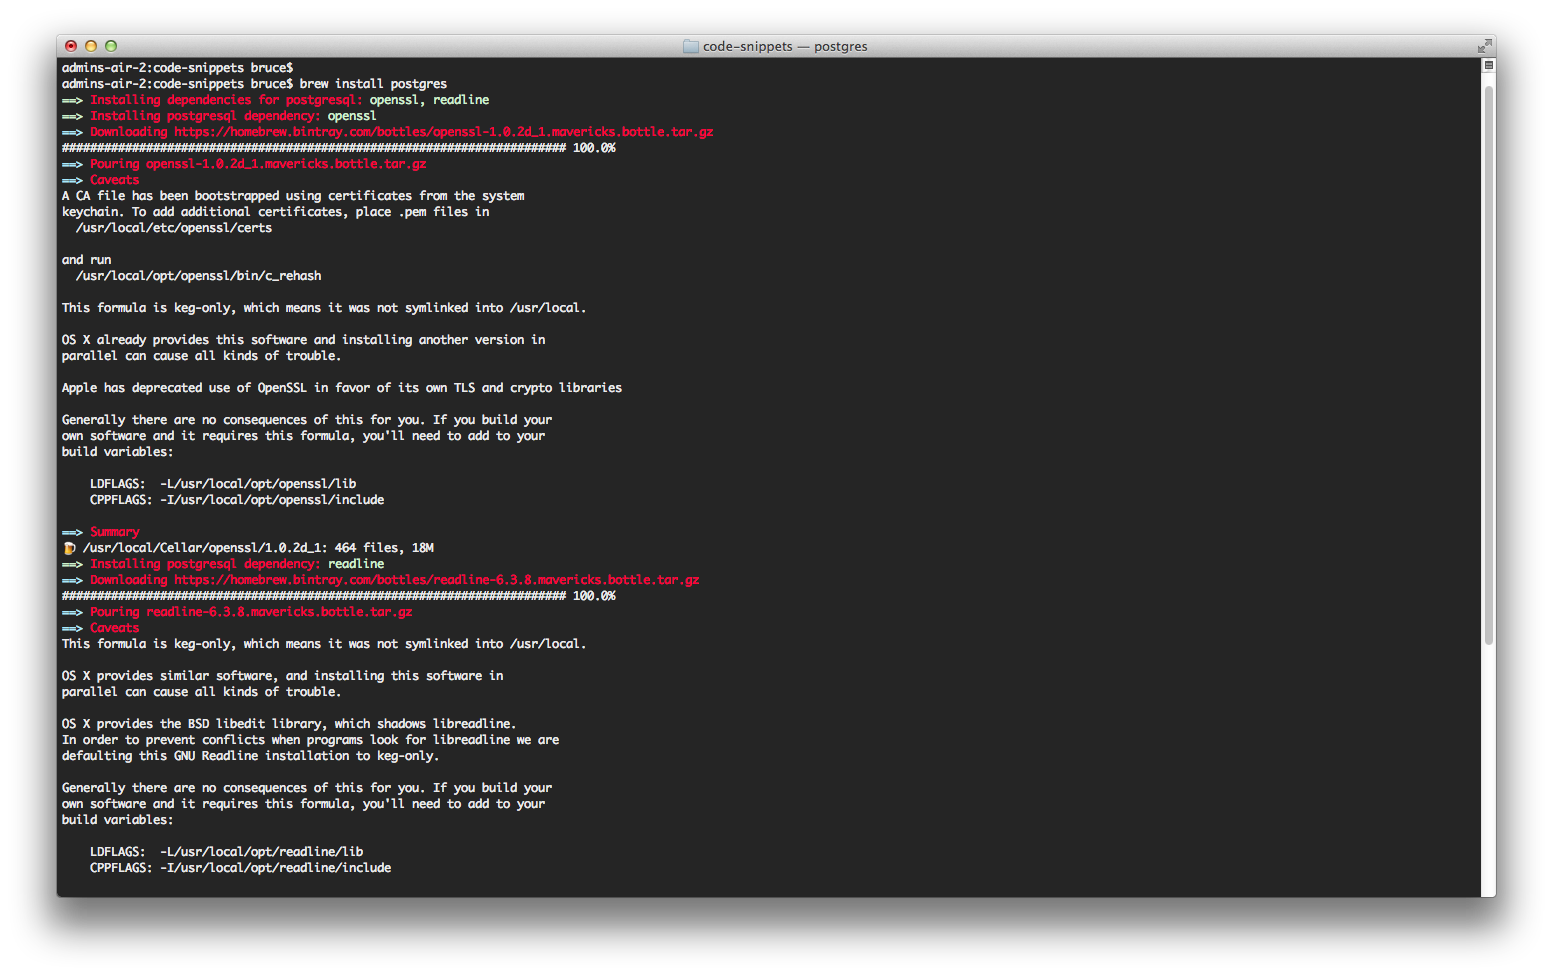 code-snippets — postgres
admins-air-2:code-snippets bruce$
admins-air-2:code-snippets bruce$ brew install postgres
==> Installing dependencies for postgresql: openssl, readline
==> Installing postgresql dependency: openssl
==> Downloading https://homebrew.bintray.com/bottles/openssl-1.0.2d_1.mavericks.bottle.tar.gz
######################################################################## 100.0%
==> Pouring openssl-1.0.2d_1.mavericks.bottle.tar.gz
==> Caveats
A CA file has been bootstrapped using certificates from the system
keychain. To add additional certificates, place .pem files in
  /usr/local/etc/openssl/certs

and run
  /usr/local/opt/openssl/bin/c_rehash

This formula is keg-only, which means it was not symlinked into /usr/local.

OS X already provides this software and installing another version in
parallel can cause all kinds of trouble.

Apple has deprecated use of OpenSSL in favor of its own TLS and crypto libraries

Generally there are no consequences of this for you. If you build your
own software and it requires this formula, you'll need to add to your
build variables:

    LDFLAGS:  -L/usr/local/opt/openssl/lib
    CPPFLAGS: -I/usr/local/opt/openssl/include

==> Summary
🍺 /usr/local/Cellar/openssl/1.0.2d_1: 464 files, 18M
==> Installing postgresql dependency: readline
==> Downloading https://homebrew.bintray.com/bottles/readline-6.3.8.mavericks.bottle.tar.gz
######################################################################## 100.0%
==> Pouring readline-6.3.8.mavericks.bottle.tar.gz
==> Caveats
This formula is keg-only, which means it was not symlinked into /usr/local.

OS X provides similar software, and installing this software in
parallel can cause all kinds of trouble.

OS X provides the BSD libedit library, which shadows libreadline.
In order to prevent conflicts when programs look for libreadline we are
defaulting this GNU Readline installation to keg-only.

Generally there are no consequences of this for you. If you build your
own software and it requires this formula, you'll need to add to your
build variables:

    LDFLAGS:  -L/usr/local/opt/readline/lib
    CPPFLAGS: -I/usr/local/opt/readline/include